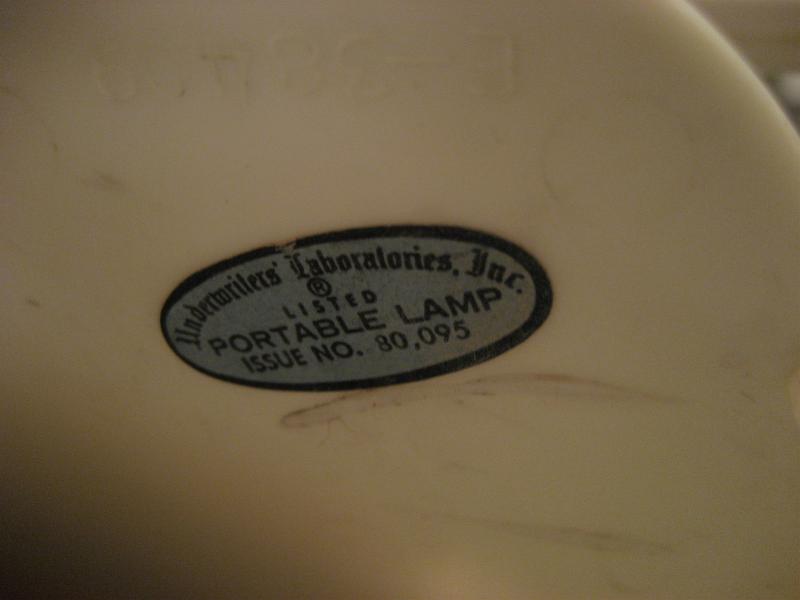 Underwriters' Laboratories, Inc.
®
LISTED
PORTABLE LAMP
ISSUE NO. 80,095